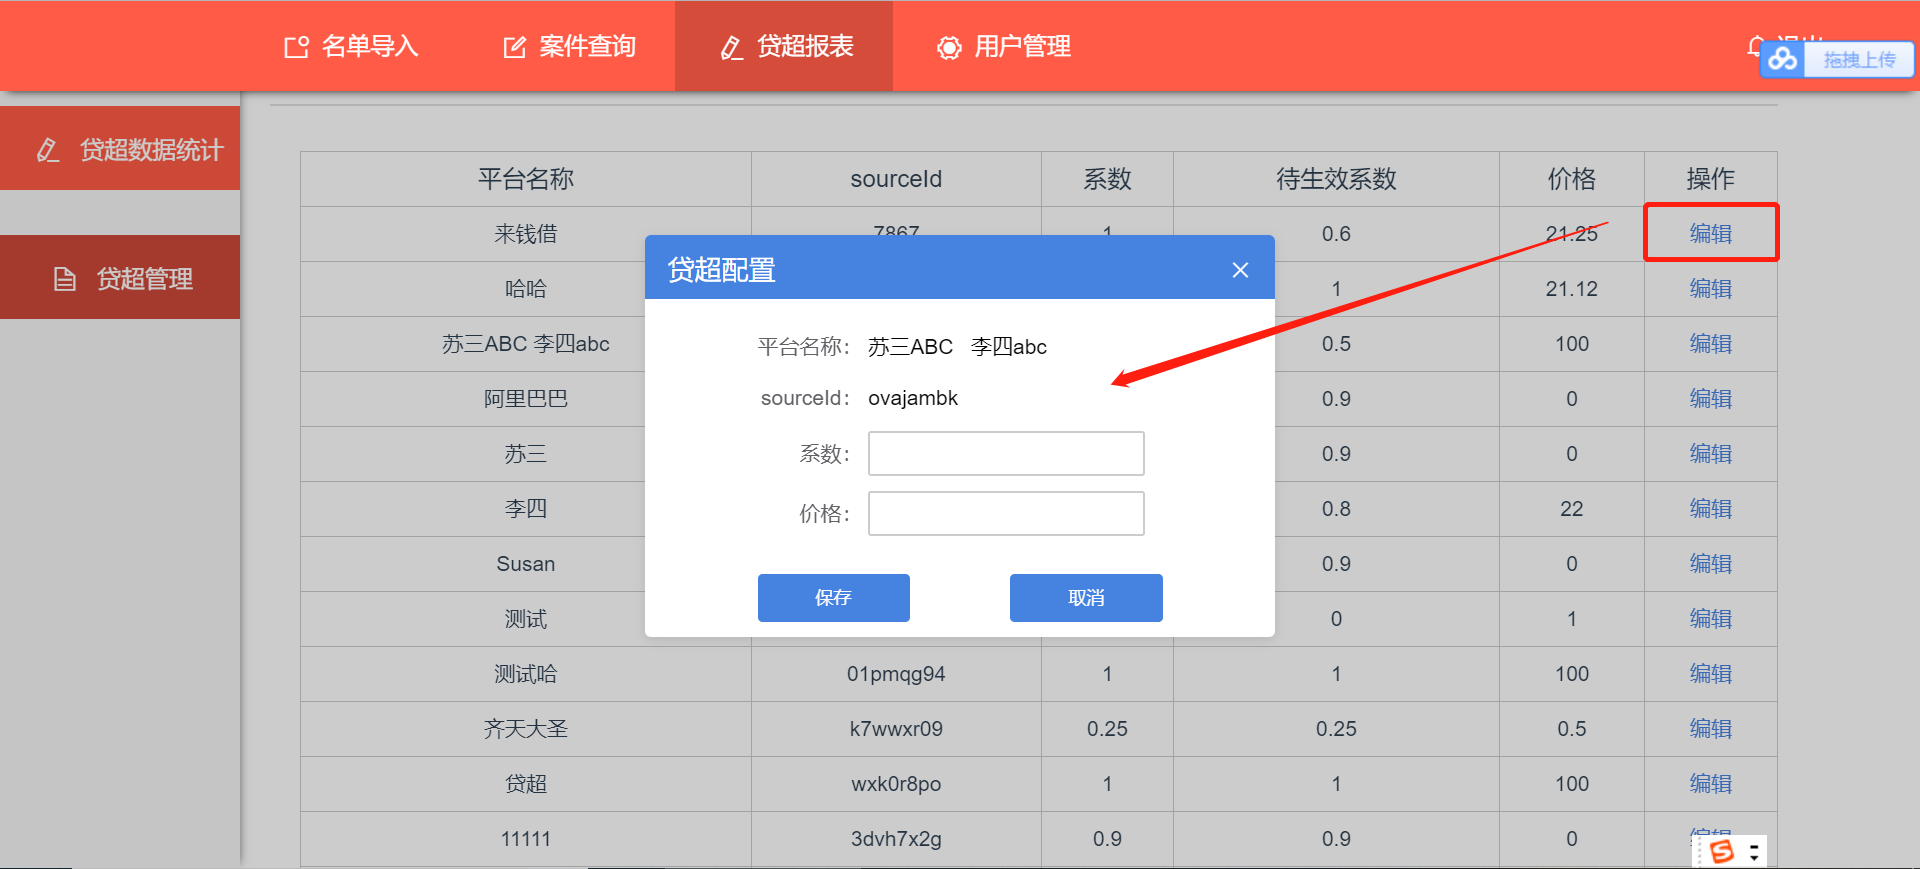 名单导入 案件查询 贷超报表 用户管理
拖拽上传
贷超数据统计
贷超管理
平台名称 sourceId 系数 待生效系数 价格 操作
来钱借 7867 1 0.6 21.25 编辑
哈哈 1 21.12 编辑
苏三ABC 李四abc 0.5 100 编辑
阿里巴巴 0.9 0 编辑
苏三 0.9 0 编辑
李四 0.8 22 编辑
Susan 0.9 0 编辑
测试 0 1 编辑
测试哈 01pmqg94 1 1 100 编辑
齐天大圣 k7wwxr09 0.25 0.25 0.5 编辑
贷超 wxk0r8po 1 1 100 编辑
11111 3dvh7x2g 0.9 0.9 0 编辑
贷超配置
平台名称： 苏三ABC 李四abc
sourceId： ovajambk
系数：
价格：
保存 取消